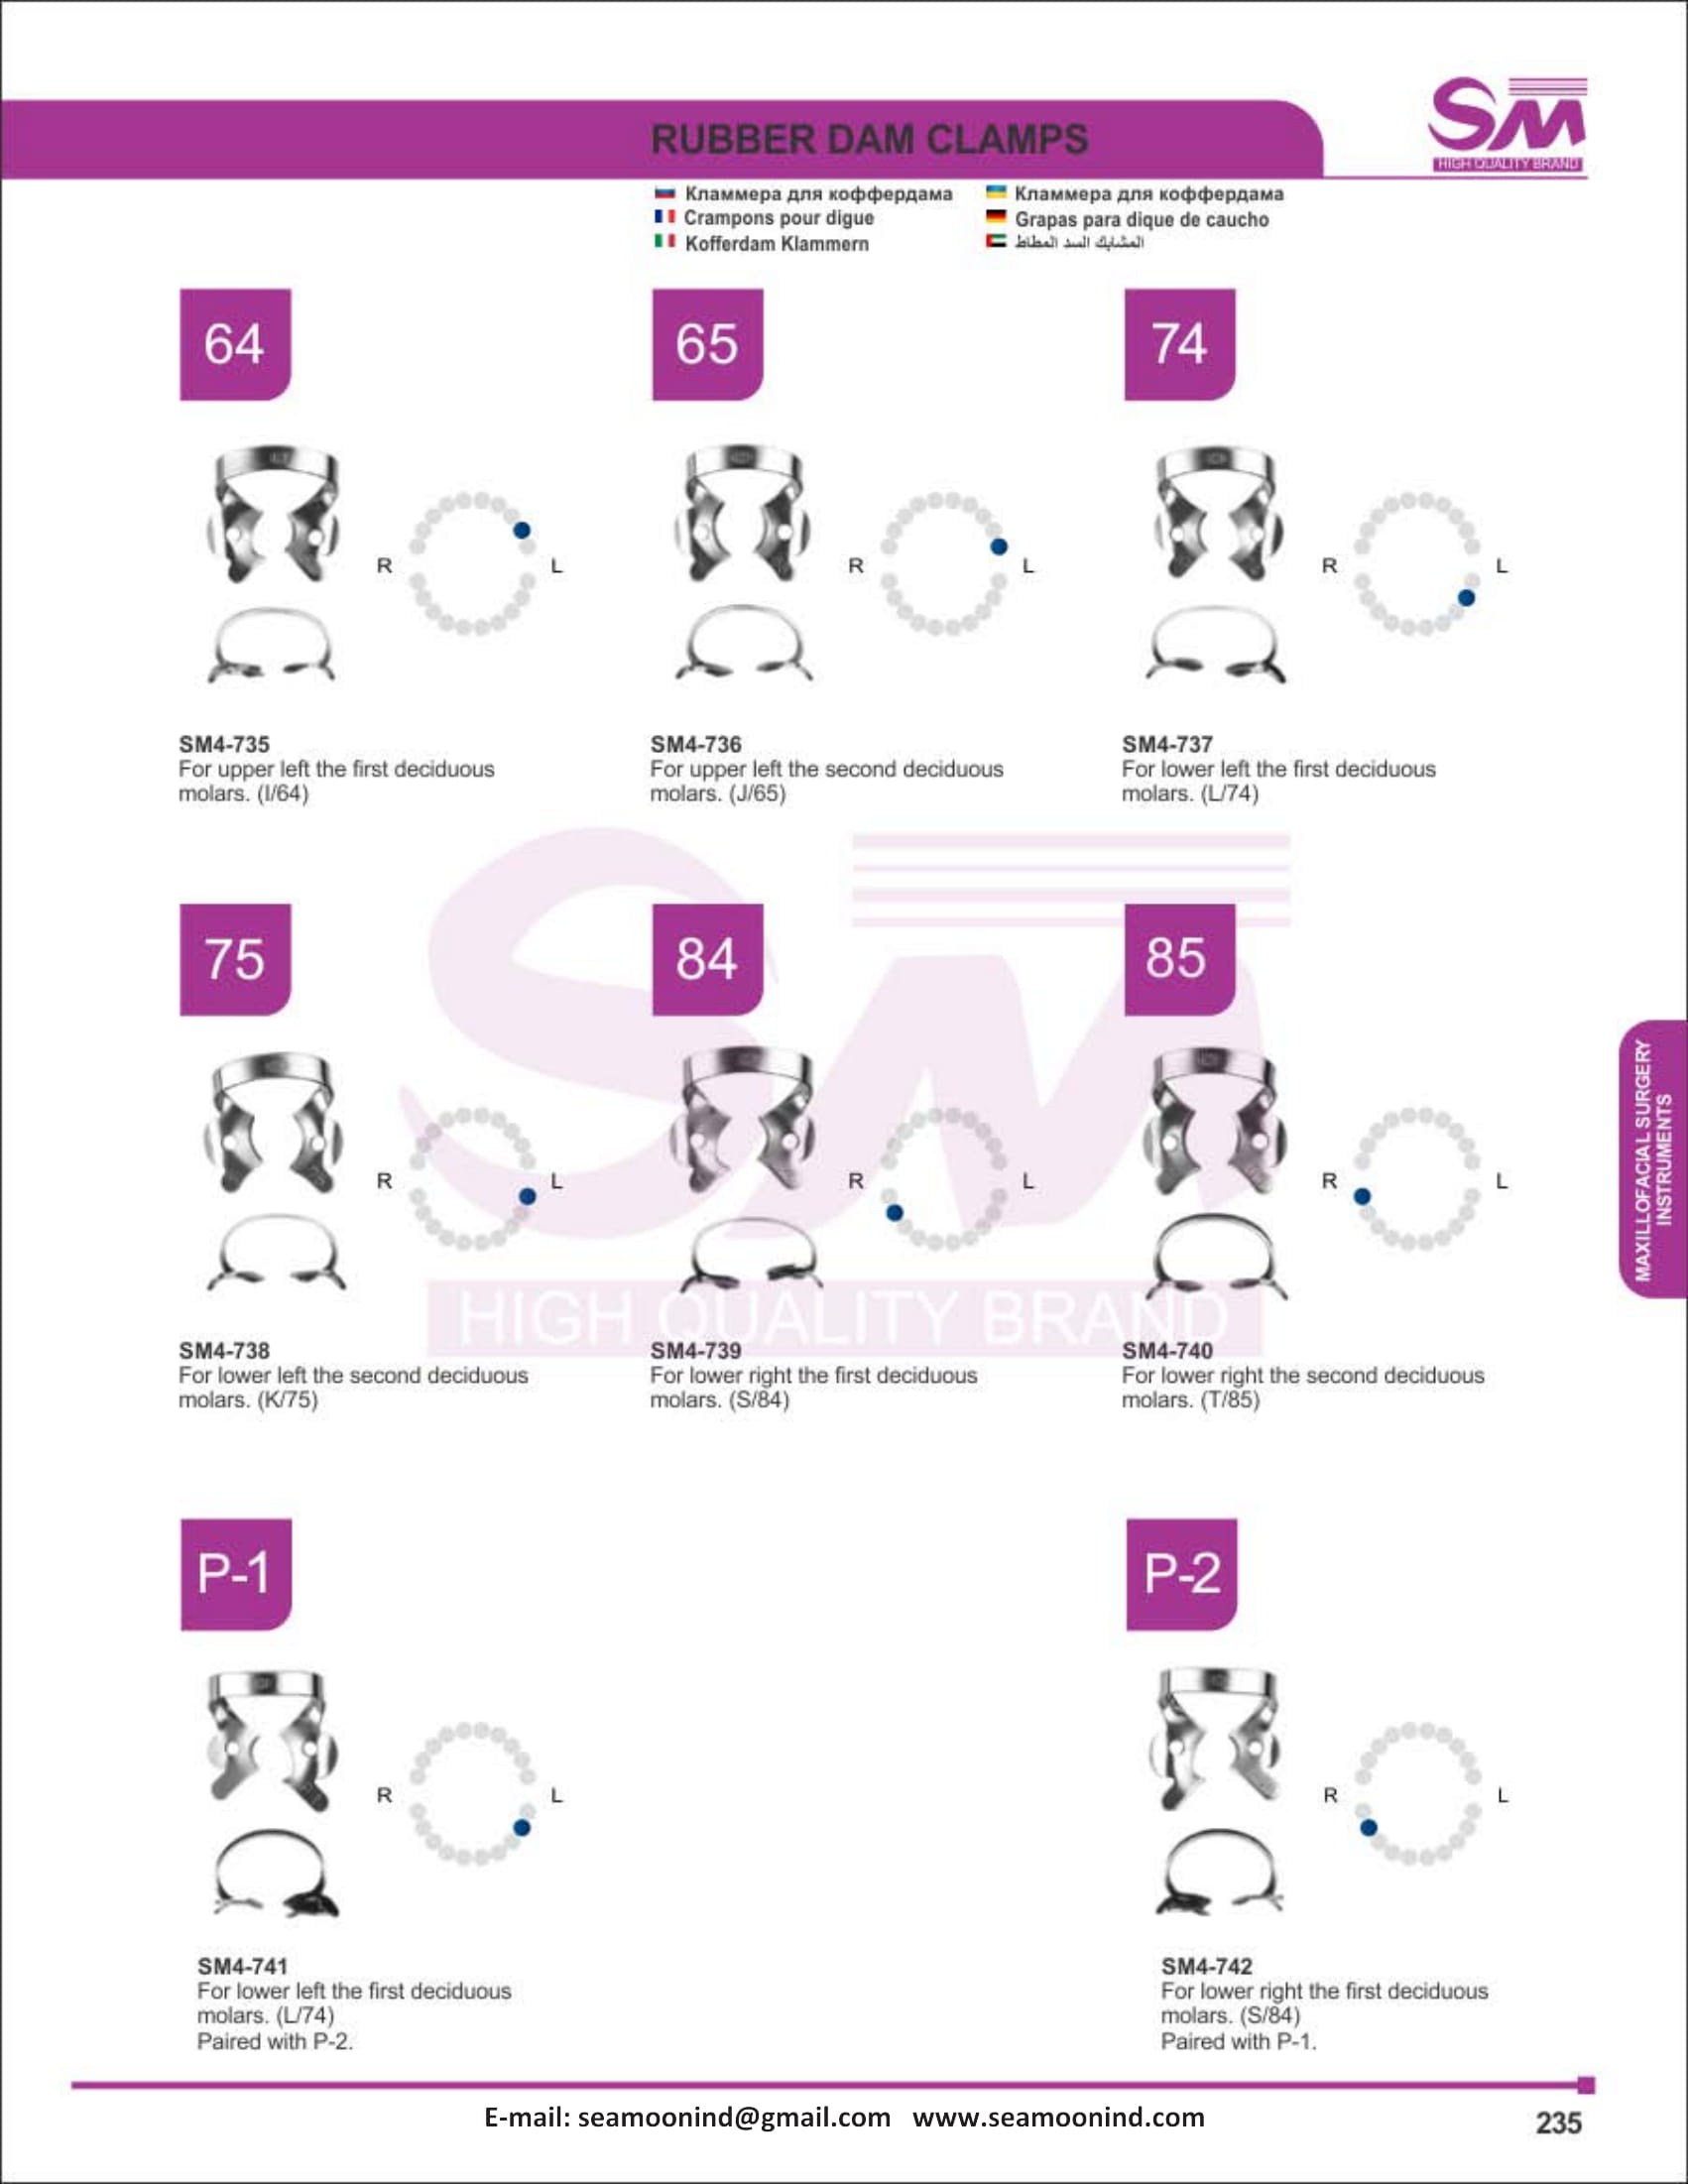 SM
HIGH QUALITY BRAND
RUBBER DAM CLAMPS
Кламмера для коффердама
Crampons pour digue
Kofferdam Klammern
Кламмера для коффердама
Grapas para dique de caucho
المشابك السد المطاط
64
R L
SM4-735
For upper left the first deciduous
molars. (I/64)
65
R L
SM4-736
For upper left the second deciduous
molars. (J/65)
74
R L
SM4-737
For lower left the first deciduous
molars. (L/74)
75
R L
SM4-738
For lower left the second deciduous
molars. (K/75)
84
R L
SM4-739
For lower right the first deciduous
molars. (S/84)
85
R L
SM4-740
For lower right the second deciduous
molars. (T/85)
SM
HIGH QUALITY BRAND
MAXILLOFACIAL SURGERY
INSTRUMENTS
P-1
R L
SM4-741
For lower left the first deciduous
molars. (L/74)
Paired with P-2.
P-2
R L
SM4-742
For lower right the first deciduous
molars. (S/84)
Paired with P-1.
E-mail: seamoonind@gmail.com www.seamoonind.com
235